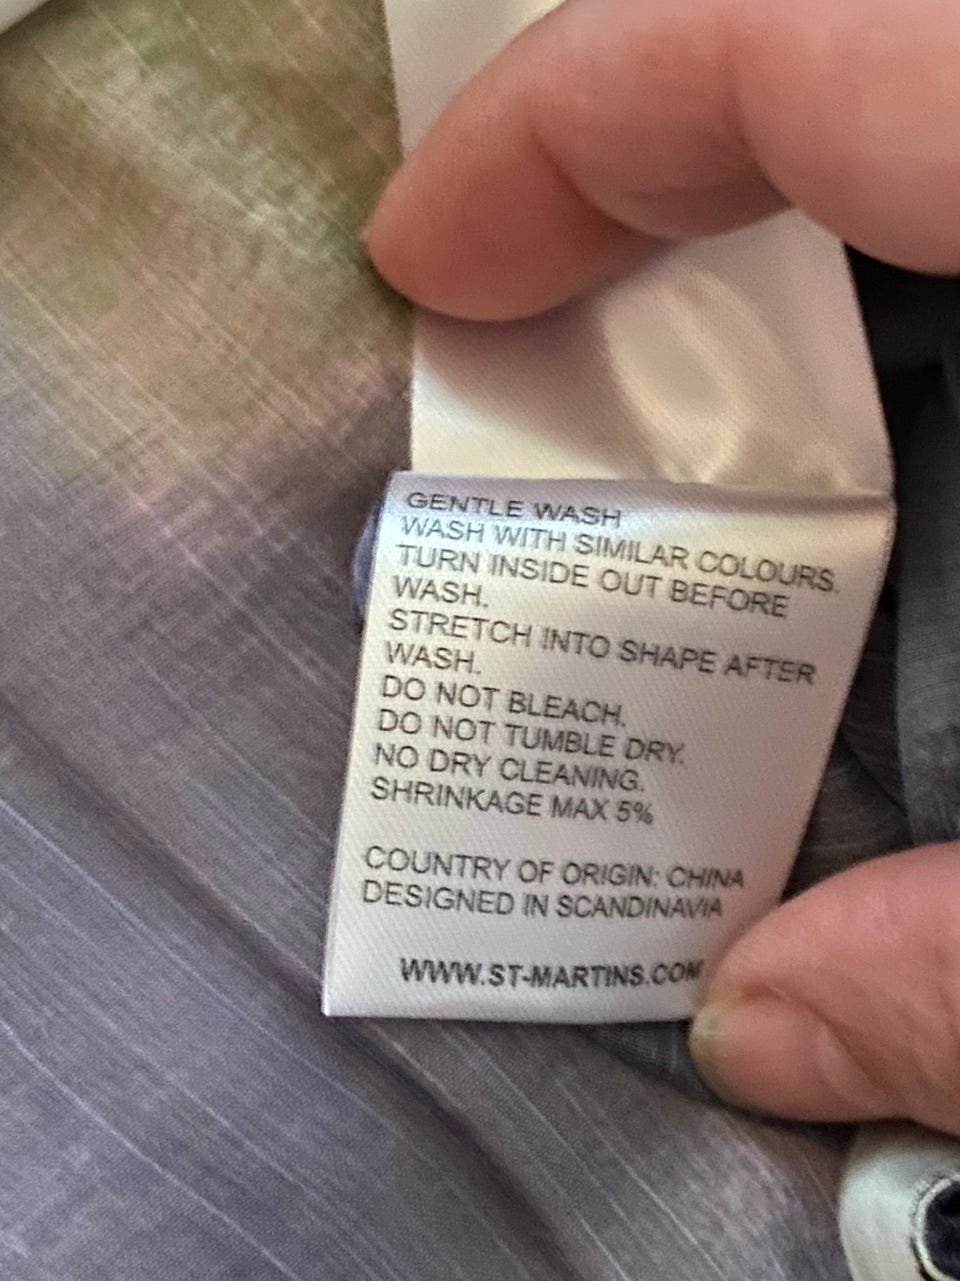 GENTLE WASH
WASH WITH SIMILAR COLOURS.
TURN INSIDE OUT BEFORE
WASH.
STRETCH INTO SHAPE AFTER
WASH.
DO NOT BLEACH.
DO NOT TUMBLE DRY.
NO DRY CLEANING.
SHRINKAGE MAX 5%
COUNTRY OF ORIGIN: CHINA
DESIGNED IN SCANDINAVIA
WWW.ST-MARTINS.COM